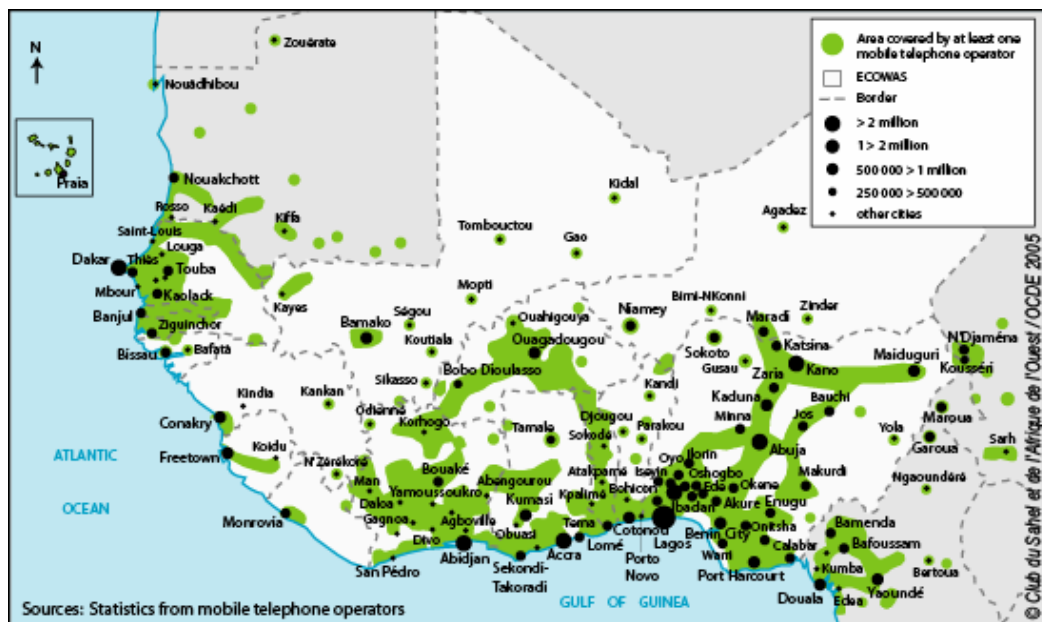 Zouérate
N
Nouâdhibou
Praia
Nouakchott
Rosso
Kaédi
Kiffa
Saint-Louis
Louga
Dakar
Thiès
Touba
Mbour
Kaolack
Banjul
Ziguinchor
Bissau
Bafatá
Kayes
Tombouctou
Kidal
Gao
Agadez
Mopti
Ségou
Bamako
Koutiala
Sikasso
Ouahigouya
Ouagadougou
Bobo Dioulasso
Niamey
Birni-NKonni
Zinder
Maradi
Katsina
Sokoto
Gusau
Kano
Maiduguri
N'Djaména
Kousséri
Zaria
Kaduna
Bauchi
Minna
Jos
Maroua
Yola
Garoua
Sarh
Ngaoundéré
Abuja
Makurdi
Kindia
Kankan
Odienné
Korhogo
Conakry
Koidu
Freetown
N'Zérékoré
Man
Bouaké
Tamale
Kandi
Djougou
Parakou
Sokodé
Oyo
Ilorin
Iseyin
Oshogbo
Ede
Okene
Atakpamé
Abengourou
Yamoussoukro
Kumasi
Kpalimé
Bohicon
Ibadan
Akure
Enugu
Daloa
Gagnoa
Agboville
Divo
Obuasi
Tema
Monrovia
San Pédro
Abidjan
Sekondi-
Takoradi
Accra
Lomé
Cotonou
Porto
Novo
Lagos
Benin City
Onitsha
Warri
Calabar
Port Harcourt
Bamenda
Bafoussam
Kumba
Bertoua
Douala
Edea
Yaoundé
ATLANTIC
OCEAN
GULF OF GUINEA
Area covered by at least one
mobile telephone operator
ECOWAS
Border
> 2 million
1 > 2 million
500 000 > 1 million
250 000 > 500 000
other cities
© Club du Sahel et de l'Afrique de l'Ouest / OCDE 2005
Sources: Statistics from mobile telephone operators